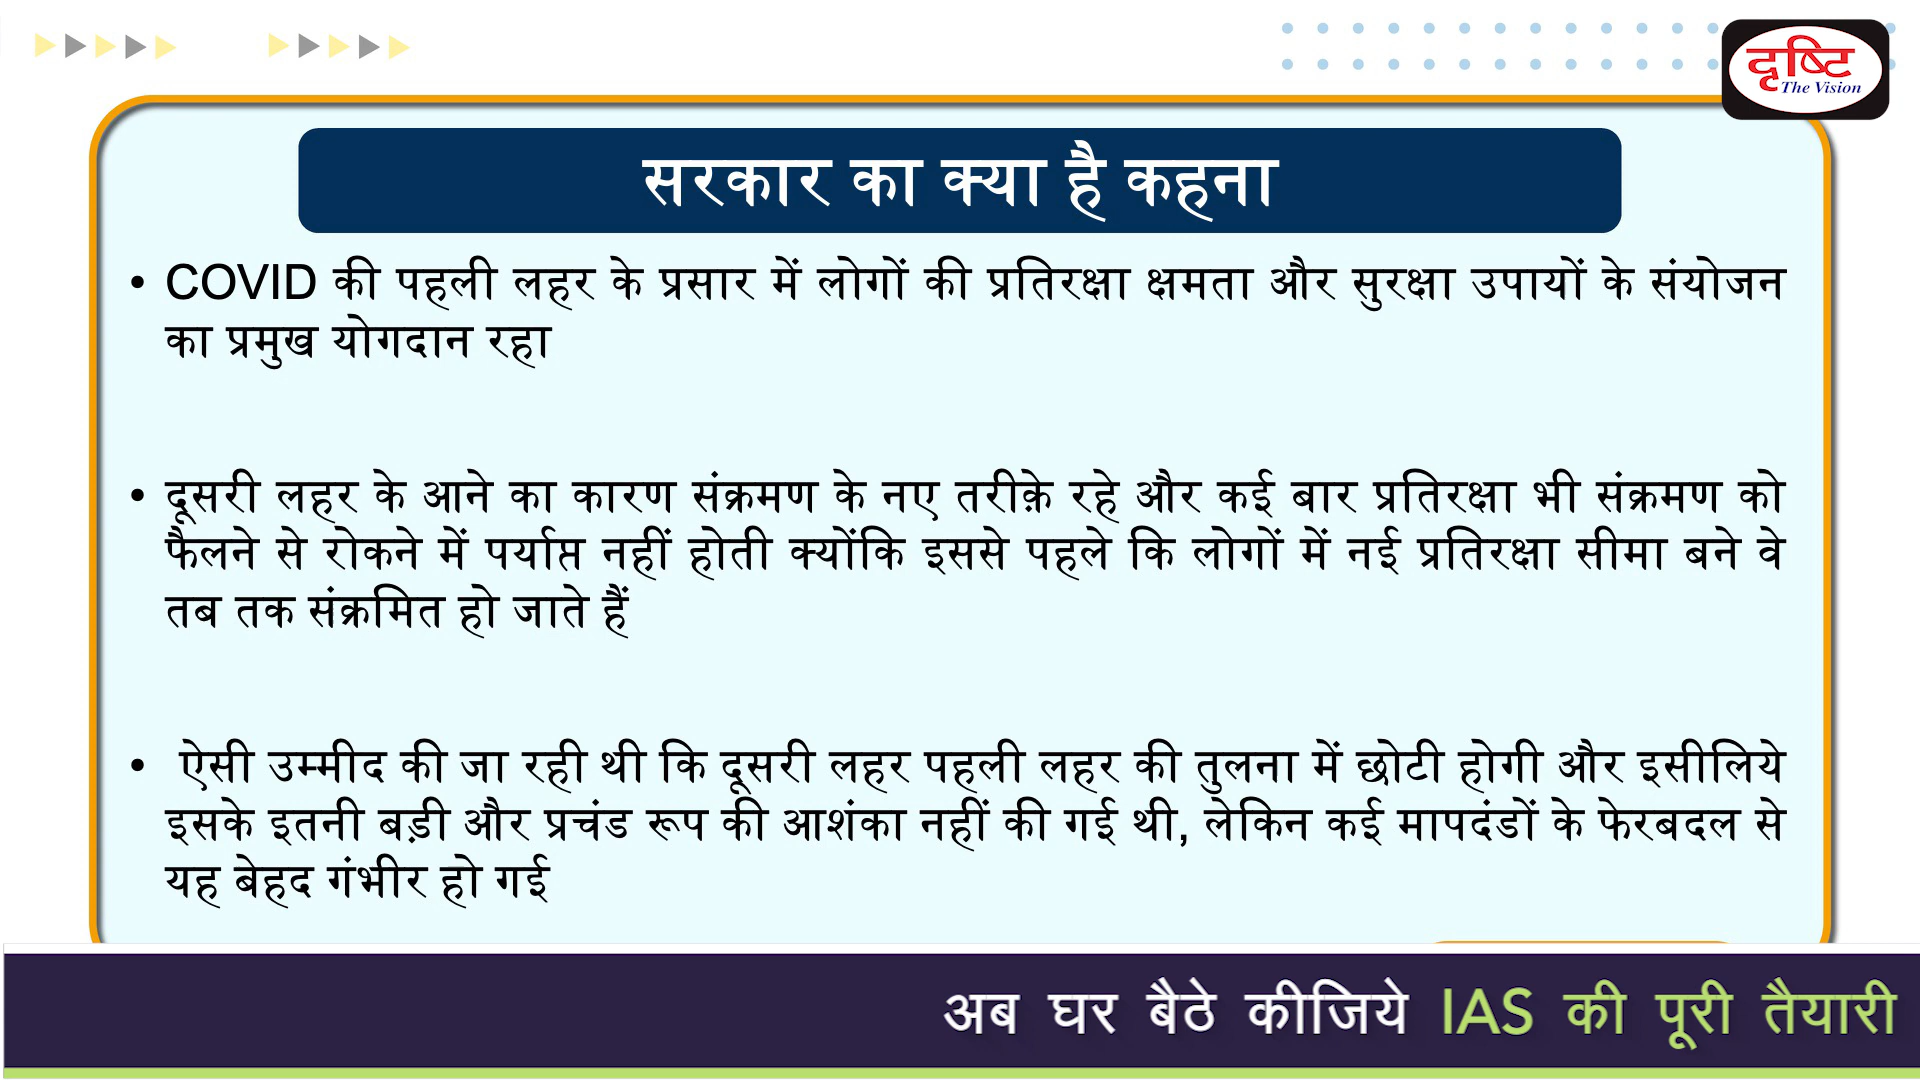 दृष्टि
The Vision
सरकार का क्या है कहना
• COVID की पहली लहर के प्रसार में लोगों की प्रतिरक्षा क्षमता और सुरक्षा उपायों के संयोजन
का प्रमुख योगदान रहा
• दूसरी लहर के आने का कारण संक्रमण के नए तरीक़े रहे और कई बार प्रतिरक्षा भी संक्रमण को
फैलने से रोकने में पर्याप्त नहीं होती क्योंकि इससे पहले कि लोगों में नई प्रतिरक्षा सीमा बने वे
तब तक संक्रमित हो जाते हैं
• ऐसी उम्मीद की जा रही थी कि दूसरी लहर पहली लहर की तुलना में छोटी होगी और इसीलिये
इसके इतनी बड़ी और प्रचंड रूप की आशंका नहीं की गई थी, लेकिन कई मापदंडों के फेरबदल से
यह बेहद गंभीर हो गई
अब घर बैठे कीजिये IAS की पूरी तैयारी